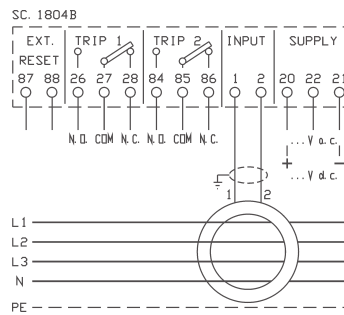 SC. 1804B
EXT. RESET
TRIP 1
TRIP 2
INPUT
SUPPLY
87 88 26 27 28 84 85 86 1 2 20 22 21
N.O. COM N.C. N.O. COM N.C.
...V a.c.
+ −
...V d.c.
1 2
L1
L2
L3
N
PE